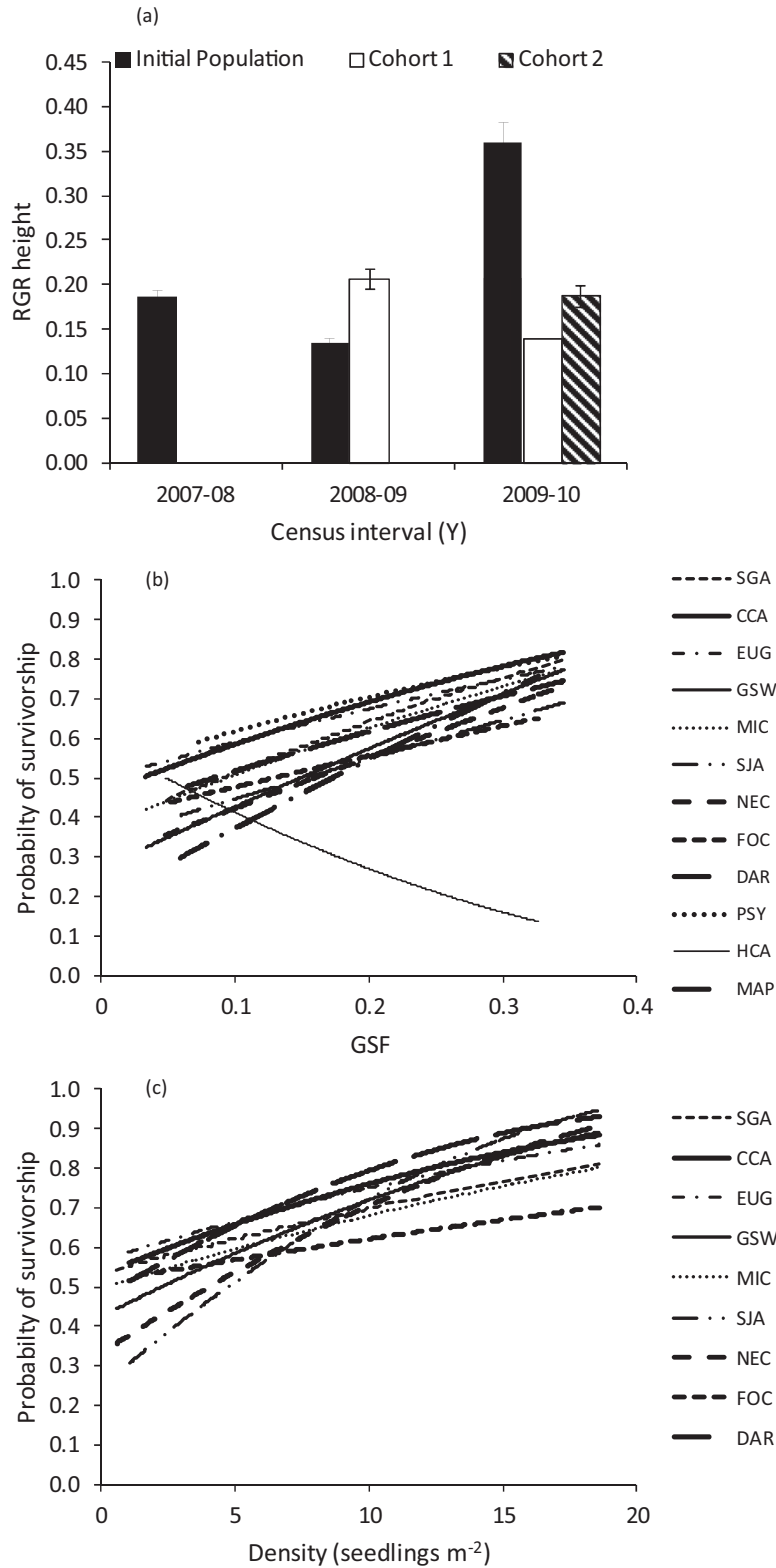 (a)
Initial Population Cohort 1 Cohort 2
0.45
0.40
0.35
0.30
0.25
0.20
0.15
0.10
0.05
0.00
RGR height
2007-08 2008-09 2009-10
Census interval (Y)
(b)
1.0
0.9
0.8
0.7
0.6
0.5
0.4
0.3
0.2
0.1
0.0
Probabilty of survivorship
0 0.1 0.2 0.3 0.4
GSF
SGA
CCA
EUG
GSW
MIC
SJA
NEC
FOC
DAR
PSY
HCA
MAP
(c)
1.0
0.9
0.8
0.7
0.6
0.5
0.4
0.3
0.2
0.1
0.0
Probabilty of survivorship
0 5 10 15 20
Density (seedlings m⁻²)
SGA
CCA
EUG
GSW
MIC
SJA
NEC
FOC
DAR